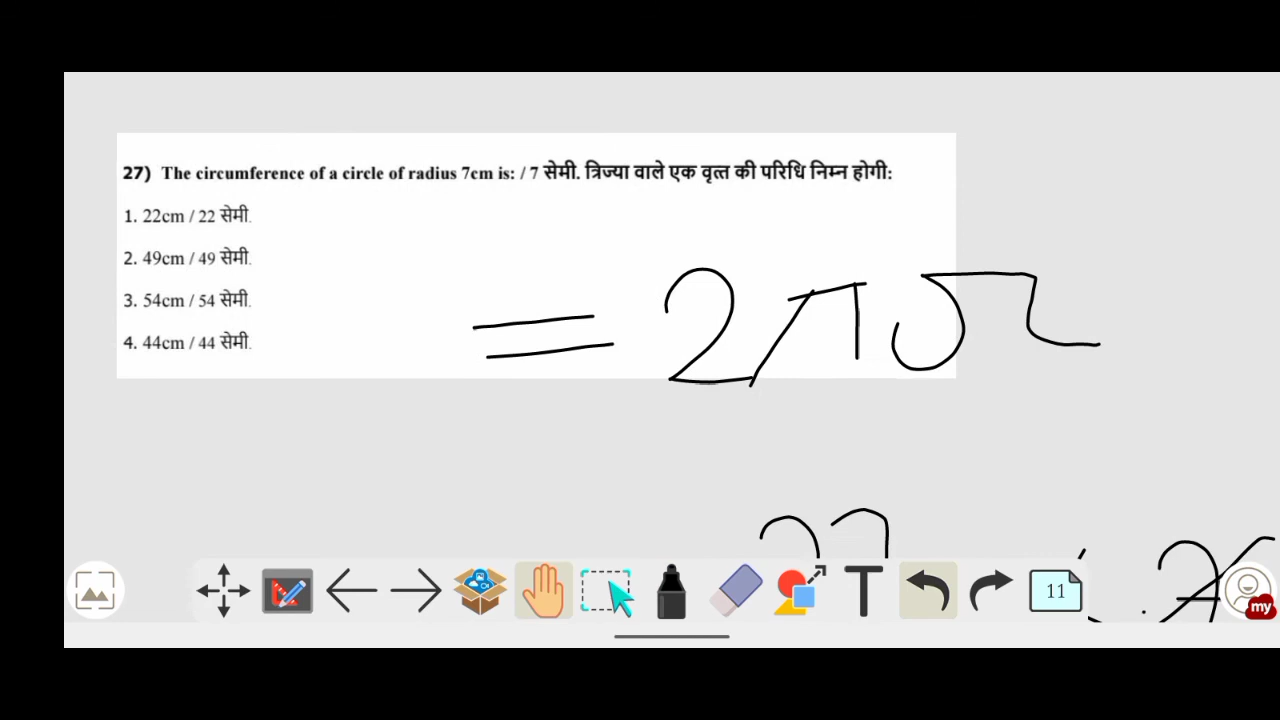 27) The circumference of a circle of radius 7cm is: / 7 सेमी. त्रिज्या वाले एक वृत्त की परिधि निम्न होगी:
1. 22cm / 22 सेमी.
2. 49cm / 49 सेमी.
3. 54cm / 54 सेमी.
4. 44cm / 44 सेमी.
= 2πr
T
11
my